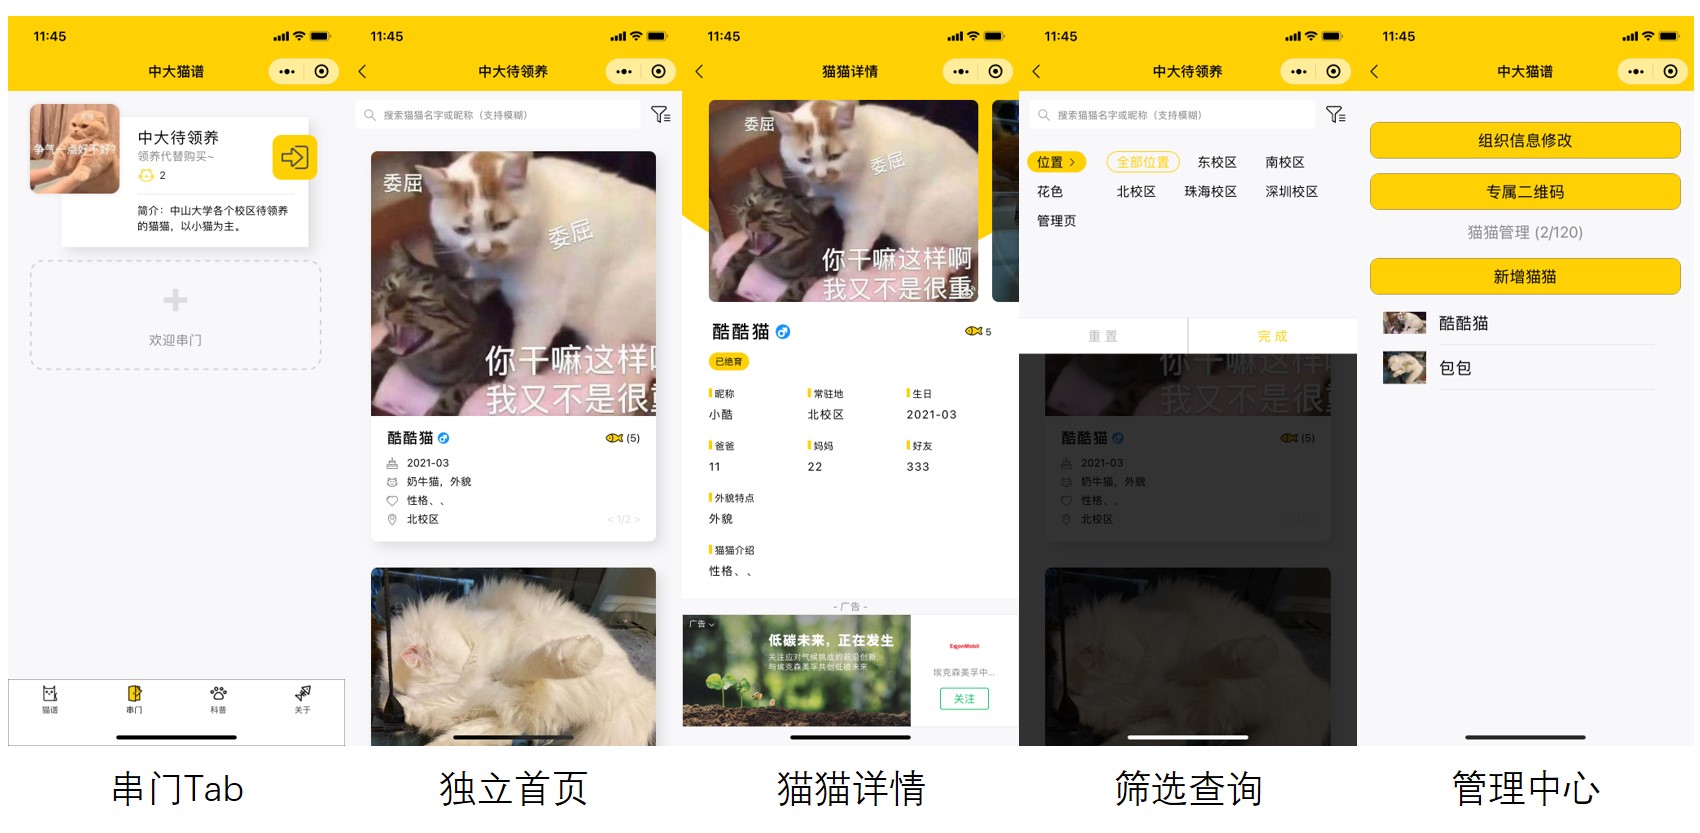 11:45
中大猫谱
争气一点好不好?
中大待领养
领养代替购买~
2
简介：中山大学各个校区待领养
的猫猫，以小猫为主。
欢迎串门
猫谱
串门
科普
关于
串门Tab
11:45
中大待领养
搜索猫猫名字或昵称（支持模糊）
委屈
委屈
你干嘛这样啊
我又不是很重
酷酷猫
(5)
2021-03
奶牛猫，外貌
性格、、
北校区
< 1/2 >
独立首页
11:45
猫猫详情
委屈
委屈
你干嘛这样啊
我又不是很重
酷酷猫
5
已绝育
昵称 常驻地 生日
小酷 北校区 2021-03
爸爸 妈妈 好友
11 22 333
外貌特点
外貌
猫猫介绍
性格、、
- 广告 -
广告
低碳未来，正在发生
关注应对气候挑战的前沿创新，
与埃克森美孚共创低碳未来
ExxonMobil
埃克森美孚中...
关注
猫猫详情
11:45
中大待领养
搜索猫猫名字或昵称（支持模糊）
位置 > 全部位置 东校区 南校区
花色 北校区 珠海校区 深圳校区
管理页
重置 完成
你干嘛这样
我又不是很重
酷酷猫
(5)
2021-03
奶牛猫，外貌
性格、、
北校区
< 1/2 >
筛选查询
11:45
中大猫谱
组织信息修改
专属二维码
猫猫管理 (2/120)
新增猫猫
酷酷猫
包包
管理中心